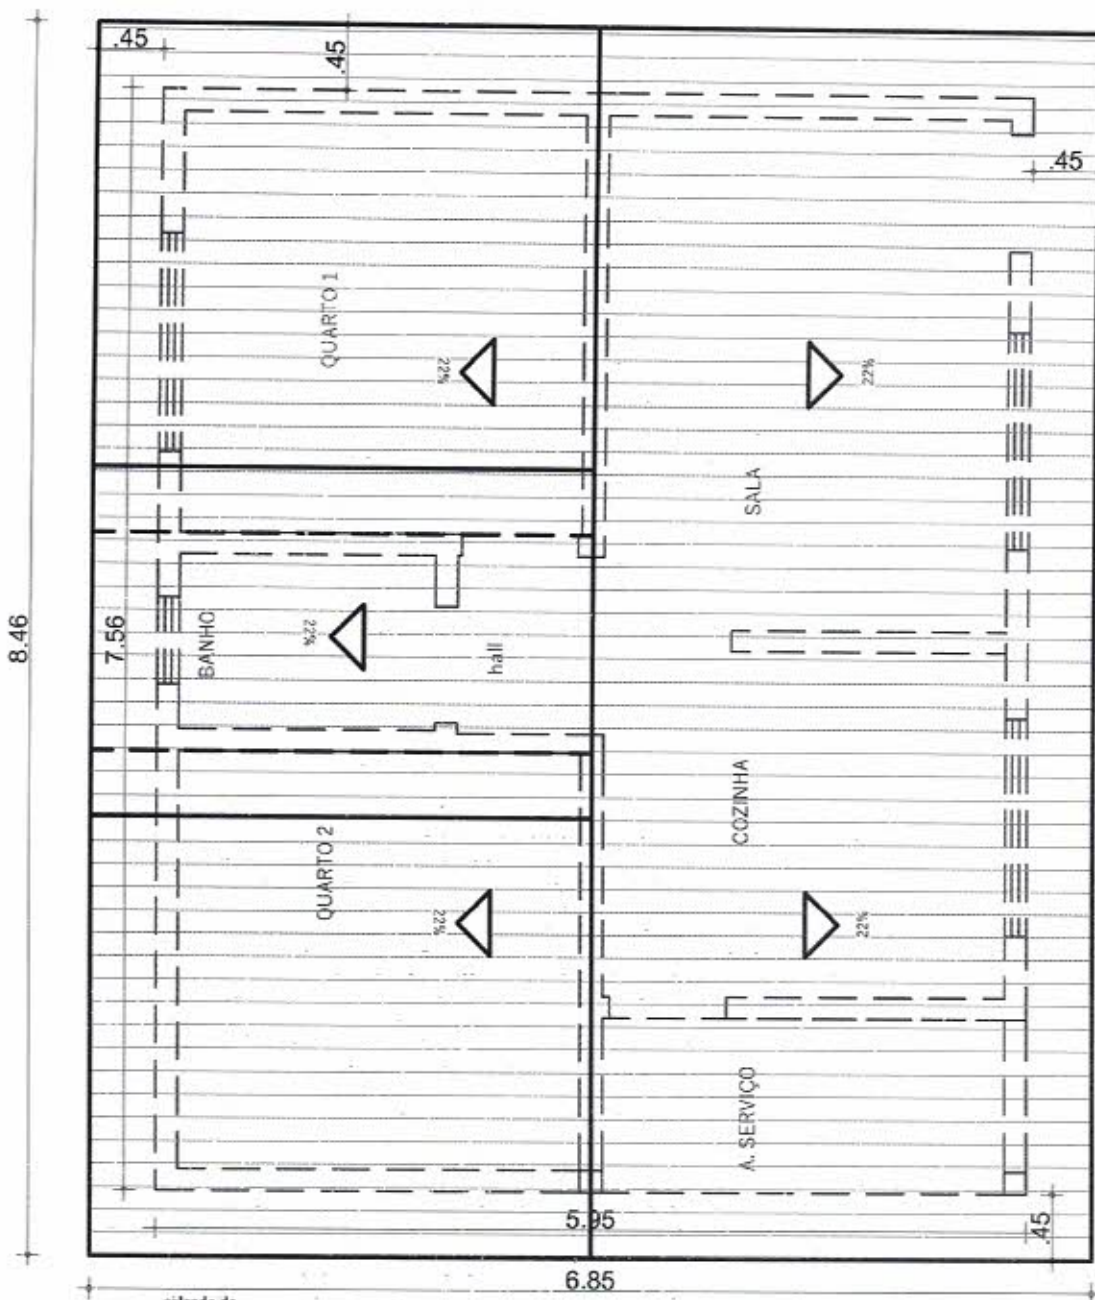 .45
.45
.45
QUARTO 1
22%
22%
SALA
8.46
7.56
BANHO
22%
hall
COZINHA
QUARTO 2
22%
22%
A. SERVIÇO
5.95
.45
6.85